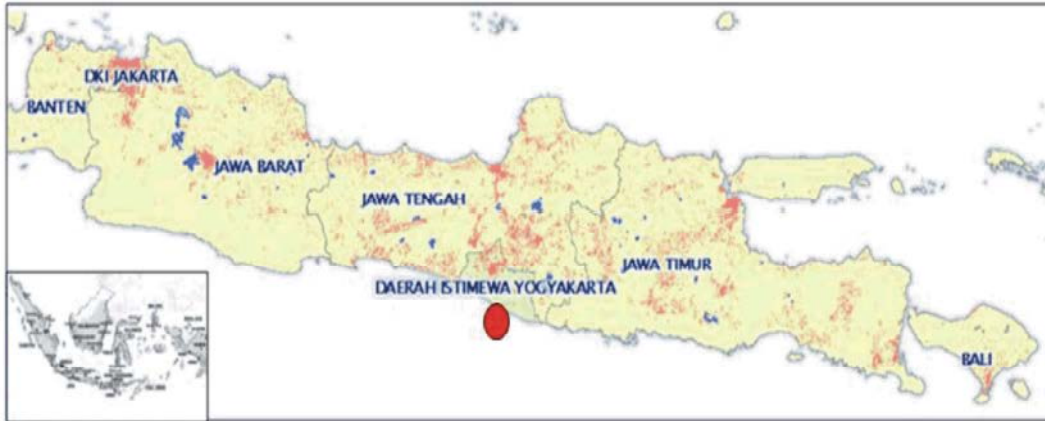 DKI JAKARTA
BANTEN
JAWA BARAT
JAWA TENGAH
JAWA TIMUR
DAERAH ISTIMEWA YOGYAKARTA
BALI